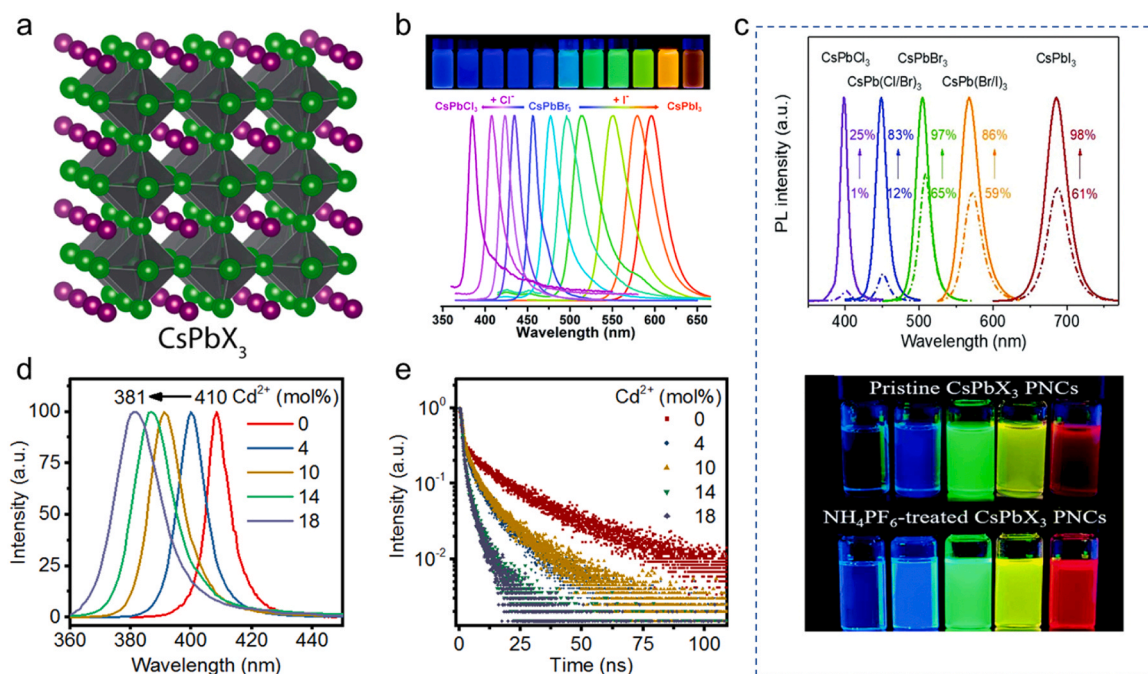 a
CsPbX3
b
CsPbCl3 + Cl- CsPbBr3 + I- CsPbI3
350 400 450 500 550 600 650
Wavelength (nm)
c
CsPbCl3 CsPbBr3 CsPbI3
CsPb(Cl/Br)3 CsPb(Br/I)3
25% 83% 97% 86% 98%
1% 12% 65% 59% 61%
PL intensity (a.u.)
400 500 600 700
Wavelength (nm)
Pristine CsPbX3 PNCs
NH4PF6-treated CsPbX3 PNCs
d
381 410 Cd2+ (mol%)
0
4
10
14
18
100
75
50
25
0
Intensity (a.u.)
360 380 400 420 440
Wavelength (nm)
e
Cd2+ (mol%)
0
4
10
14
18
10^0
10^-1
10^-2
Intensity (a.u.)
0 25 50 75 100
Time (ns)